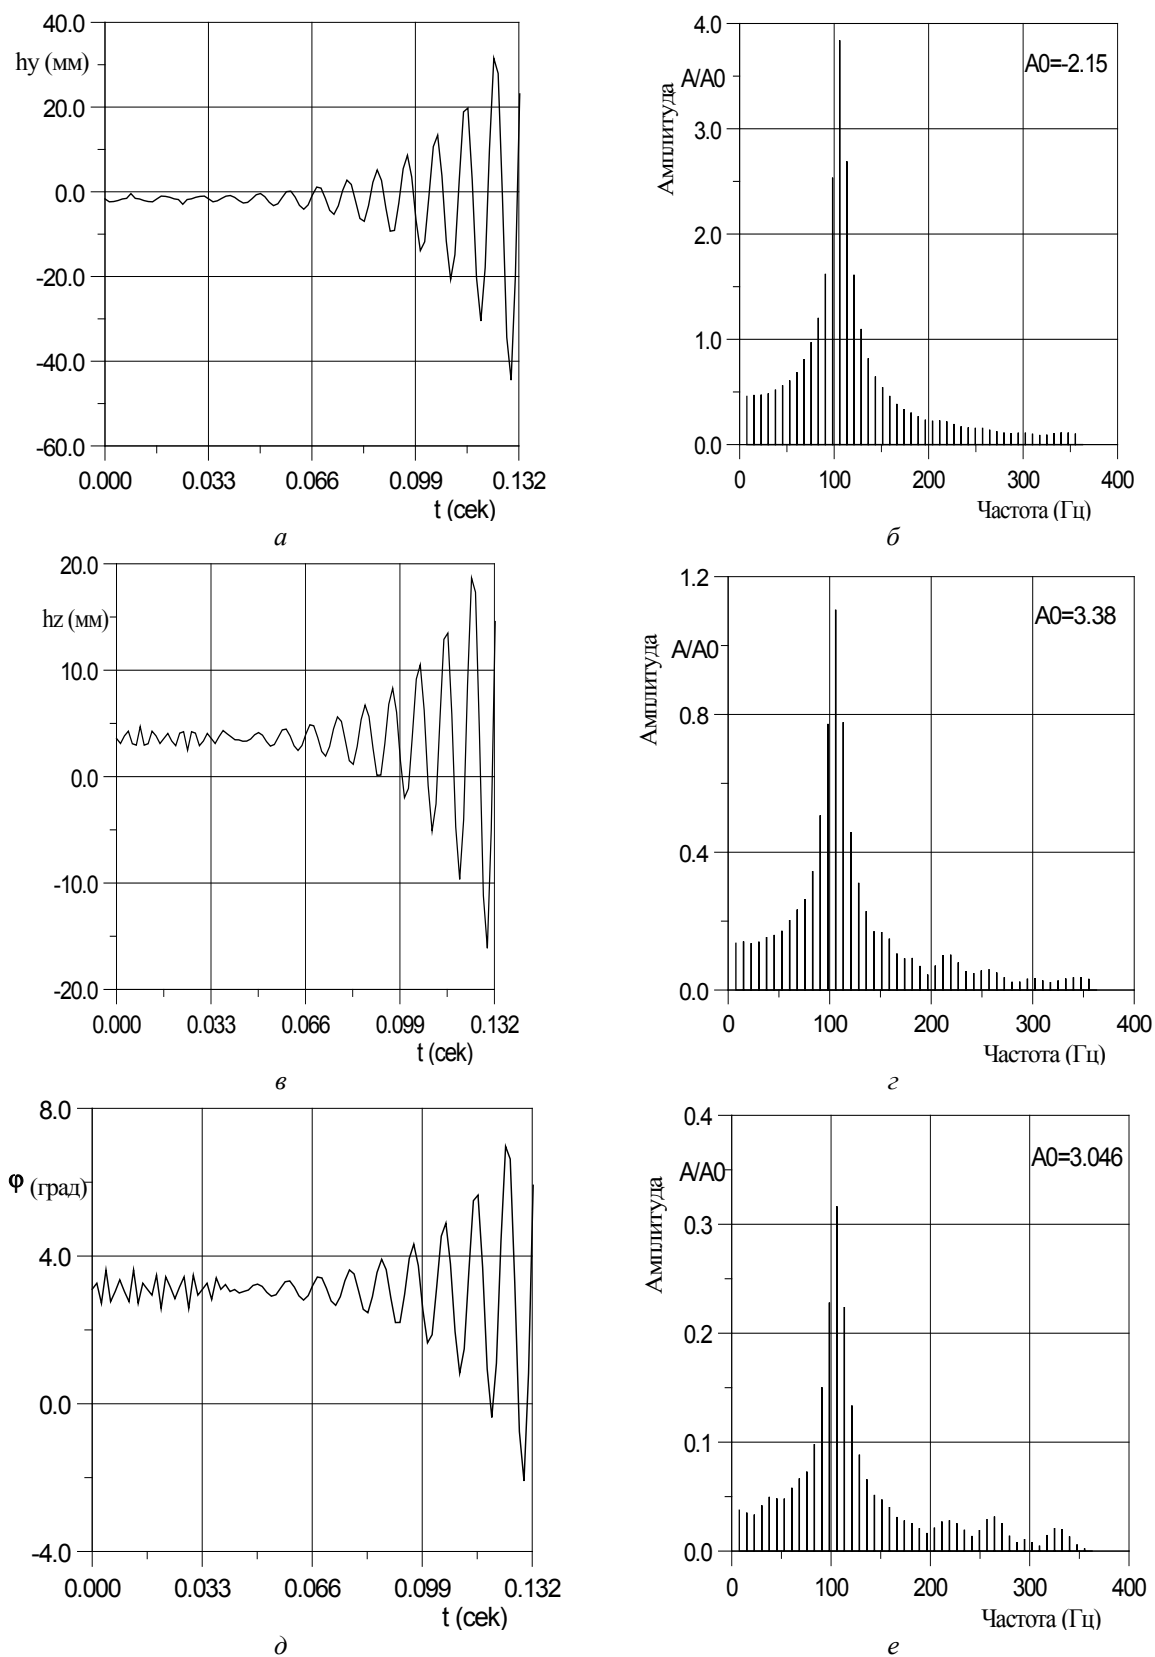 40.0
hy (мм)
20.0
0.0
-20.0
-40.0
-60.0
0.000 0.033 0.066 0.099 0.132
t (сек)
а
4.0
A/A0
A0=-2.15
Амплитуда
3.0
2.0
1.0
0.0
0 100 200 300 400
Частота (Гц)
б
20.0
hz (мм)
10.0
0.0
-10.0
-20.0
0.000 0.033 0.066 0.099 0.132
t (сек)
в
1.2
A/A0
A0=3.38
Амплитуда
0.8
0.4
0.0
0 100 200 300 400
Частота (Гц)
г
8.0
φ (град)
4.0
0.0
-4.0
0.000 0.033 0.066 0.099 0.132
t (сек)
д
0.4
A/A0
A0=3.046
Амплитуда
0.3
0.2
0.1
0.0
0 100 200 300 400
Частота (Гц)
е